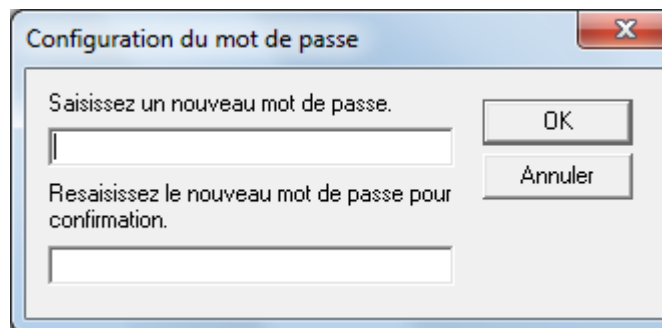 Configuration du mot de passe
Saisissez un nouveau mot de passe.
OK
Annuler
Resaisissez le nouveau mot de passe pour
confirmation.